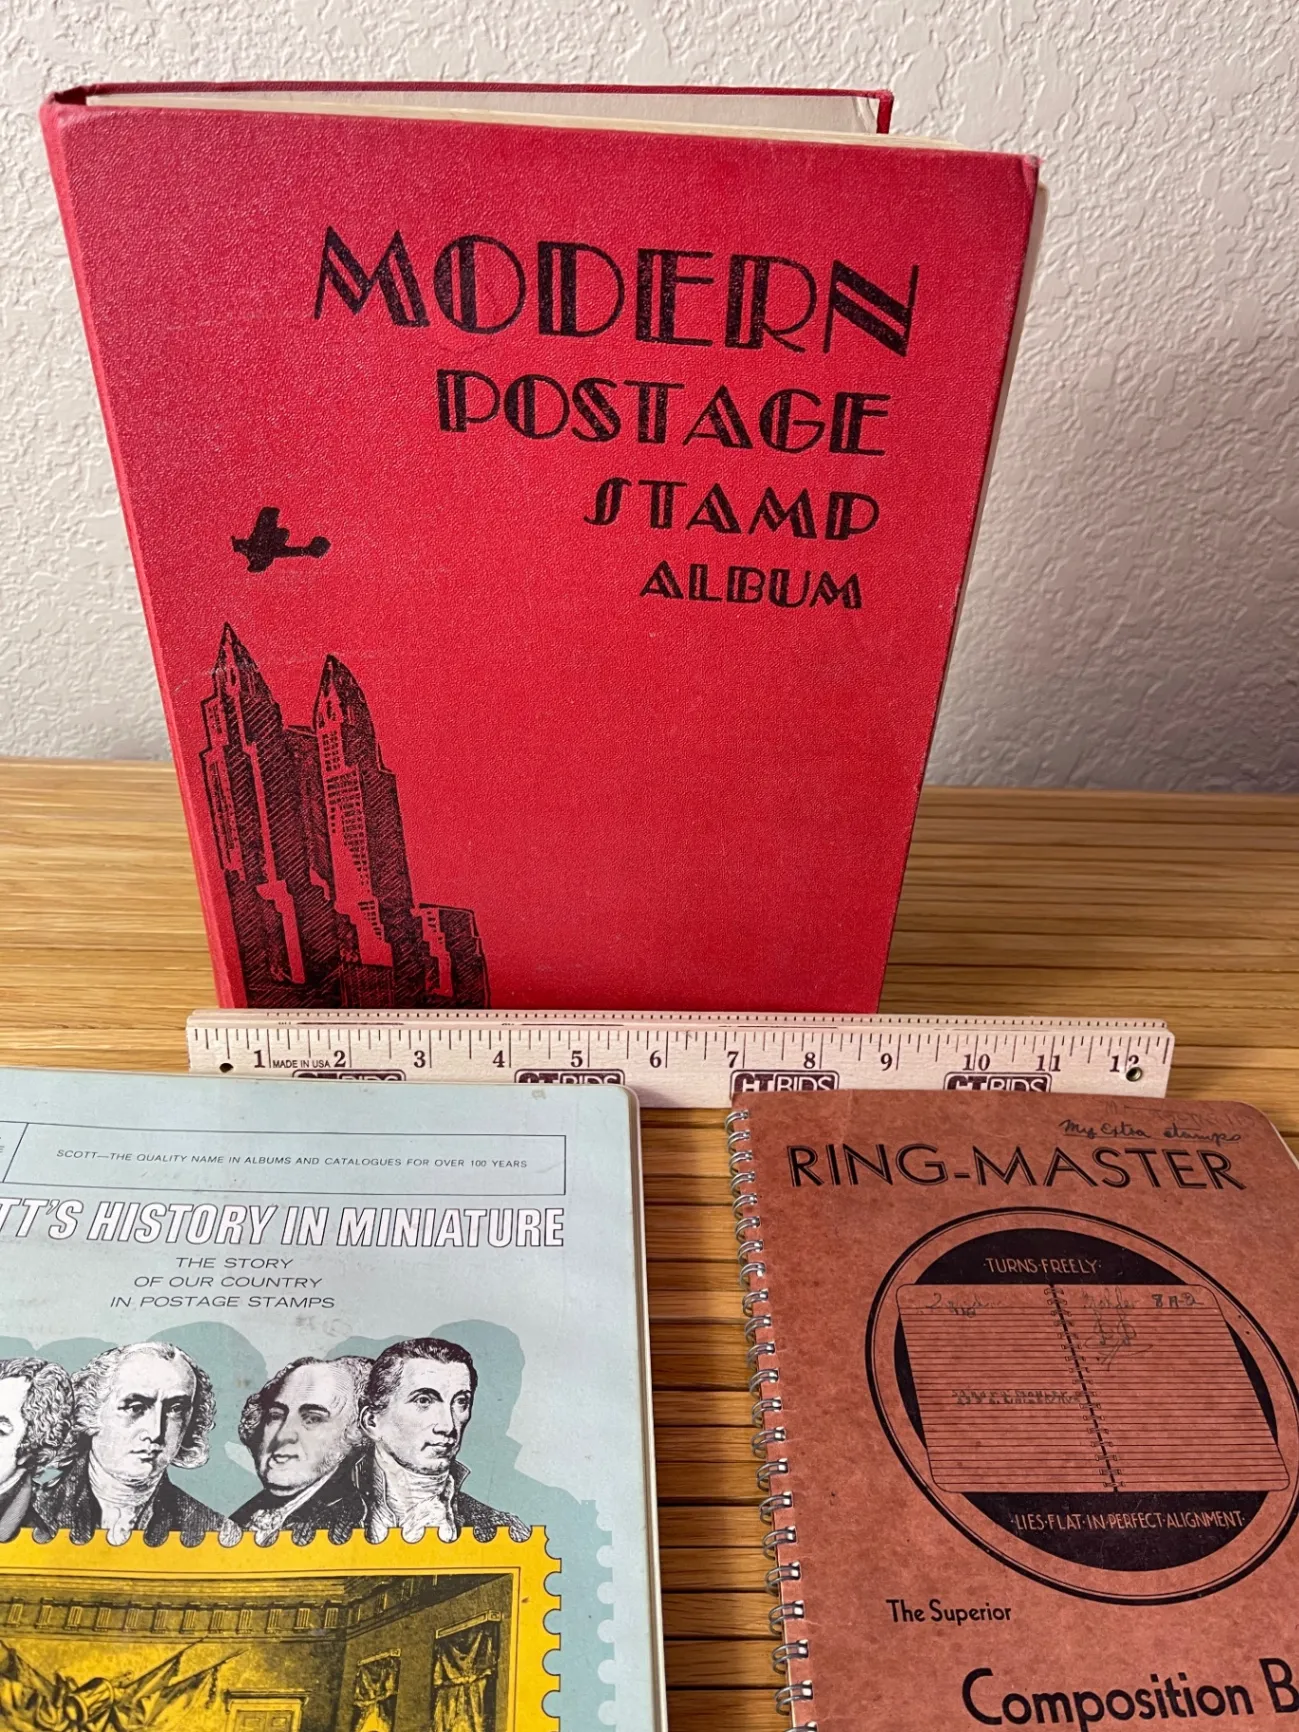 MODERN
POSTAGE
STAMP
ALBUM
1 MADE IN USA 2 3 4 5 6 7 8 9 10 11 12
CTBIDS CTBIDS CTBIDS CTBIDS
SCOTT—THE QUALITY NAME IN ALBUMS AND CATALOGUES FOR OVER 100 YEARS
TT'S HISTORY IN MINIATURE
THE STORY
OF OUR COUNTRY
IN POSTAGE STAMPS
My Extra stamps
RING-MASTER
·TURNS·FREELY·
8A-2
·LIES·FLAT·IN·PERFECT·ALIGNMENT·
The Superior
Composition B